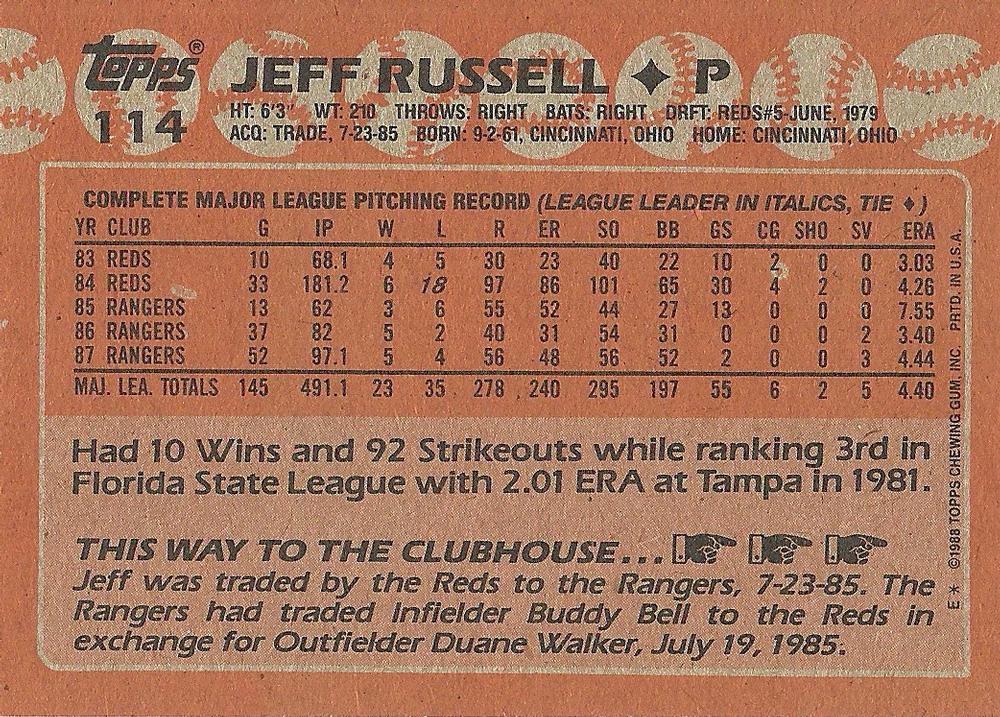 topps®
114
JEFF RUSSELL ✦ P
HT: 6'3" WT: 210 THROWS: RIGHT BATS: RIGHT DRFT: REDS#5-JUNE, 1979
ACQ: TRADE, 7-23-85 BORN: 9-2-61, CINCINNATI, OHIO HOME: CINCINNATI, OHIO
COMPLETE MAJOR LEAGUE PITCHING RECORD (LEAGUE LEADER IN ITALICS, TIE ♦)
YR CLUB G IP W L R ER SO BB GS CG SHO SV ERA
83 REDS 10 68.1 4 5 30 23 40 22 10 2 0 0 3.03
84 REDS 33 181.2 6 18 97 86 101 65 30 4 2 0 4.26
85 RANGERS 13 62 3 6 55 52 44 27 13 0 0 0 7.55
86 RANGERS 37 82 5 2 40 31 54 31 0 0 0 2 3.40
87 RANGERS 52 97.1 5 4 56 48 56 52 2 0 0 3 4.44
MAJ. LEA. TOTALS 145 491.1 23 35 278 240 295 197 55 6 2 5 4.40
Had 10 Wins and 92 Strikeouts while ranking 3rd in
Florida State League with 2.01 ERA at Tampa in 1981.
THIS WAY TO THE CLUBHOUSE...
Jeff was traded by the Reds to the Rangers, 7-23-85. The
Rangers had traded Infielder Buddy Bell to the Reds in
exchange for Outfielder Duane Walker, July 19, 1985.
E* ©1988 TOPPS CHEWING GUM, INC. PRTD. IN U.S.A.